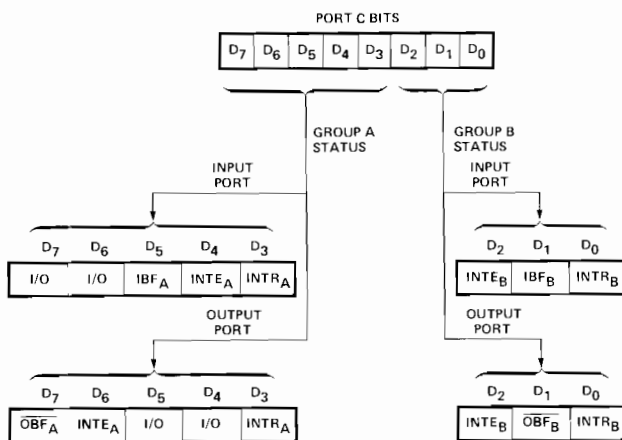 PORT C BITS
D7 D6 D5 D4 D3 D2 D1 D0
GROUP A STATUS
GROUP B STATUS
INPUT PORT
INPUT PORT
D7 D6 D5 D4 D3
I/O I/O IBFA INTEA INTRA
D2 D1 D0
INTEB IBFB INTRB
OUTPUT PORT
OUTPUT PORT
D7 D6 D5 D4 D3
O̅B̅F̅A INTEA I/O I/O INTRA
D2 D1 D0
INTEB O̅B̅F̅B INTRB